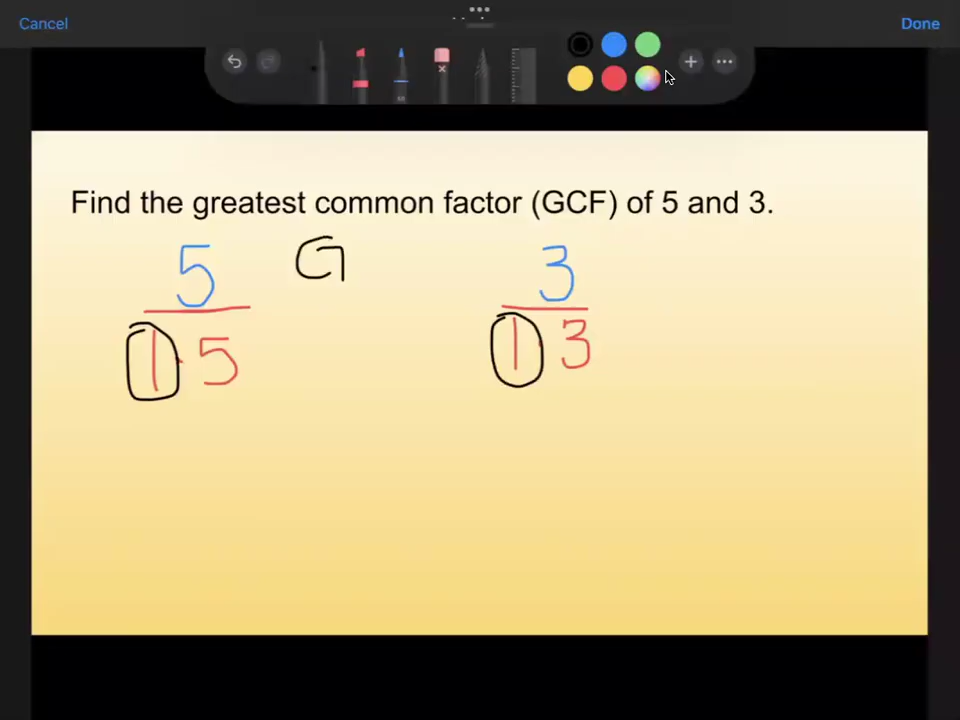 Cancel
Done
Find the greatest common factor (GCF) of 5 and 3.
5 G 3
1 · 5 1 · 3